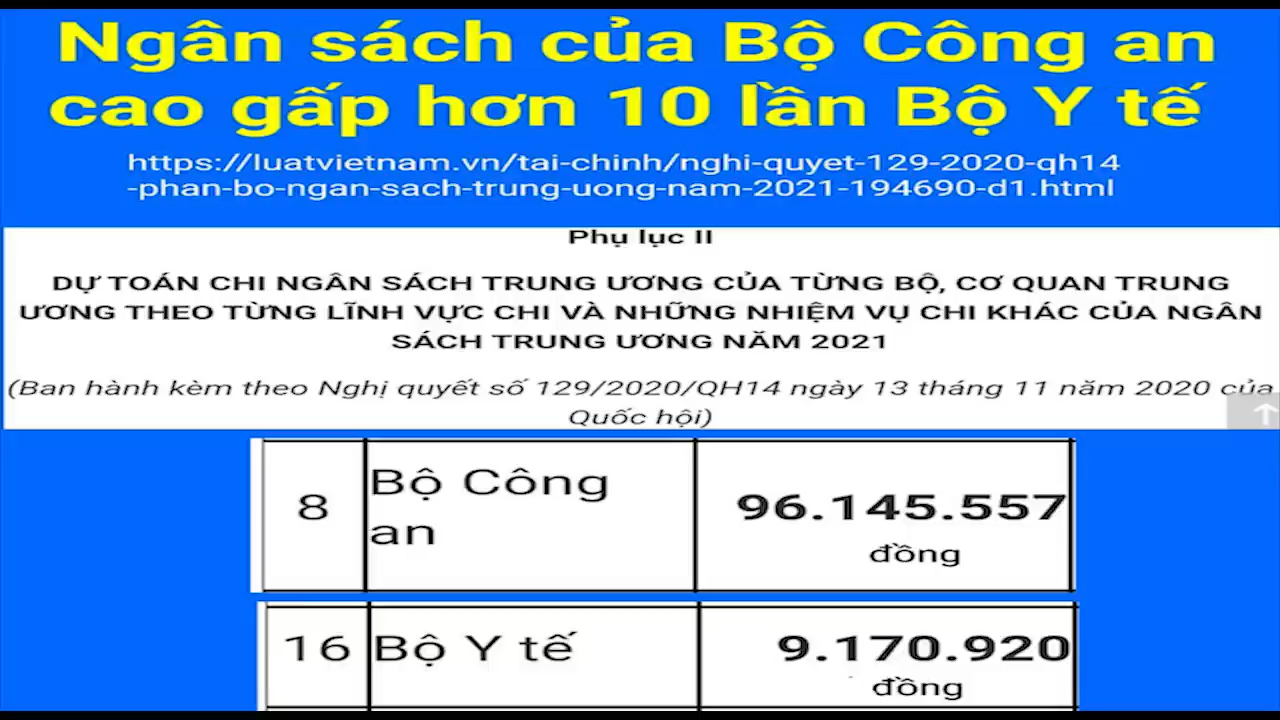 Ngân sách của Bộ Công an
cao gấp hơn 10 lần Bộ Y tế
https://luatvietnam.vn/tai-chinh/nghi-quyet-129-2020-qh14
-phan-bo-ngan-sach-trung-uong-nam-2021-194690-d1.html
Phụ lục II
DỰ TOÁN CHI NGÂN SÁCH TRUNG ƯƠNG CỦA TỪNG BỘ, CƠ QUAN TRUNG
ƯƠNG THEO TỪNG LĨNH VỰC CHI VÀ NHỮNG NHIỆM VỤ CHI KHÁC CỦA NGÂN
SÁCH TRUNG ƯƠNG NĂM 2021
(Ban hành kèm theo Nghị quyết số 129/2020/QH14 ngày 13 tháng 11 năm 2020 của
Quốc hội)
8 Bộ Công an 96.145.557
đồng
16 Bộ Y tế 9.170.920
đồng